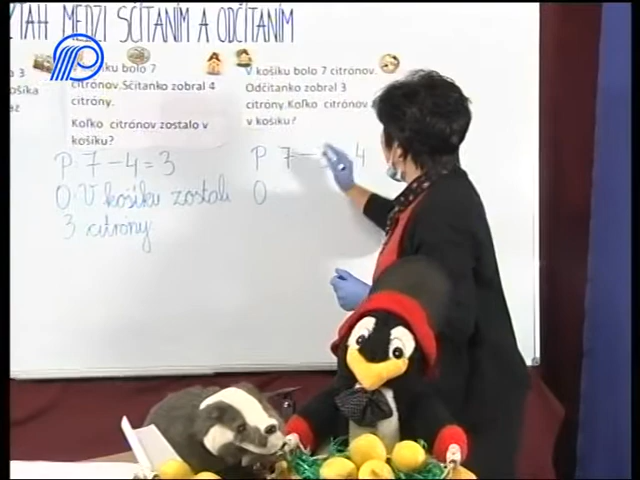 ZŤAH MEDZI SČÍTANÍM A ODČÍTANÍM
košíku bolo 7
citrónov.Sčítanko zobral 4
citróny.
Koľko citrónov zostalo v
košíku?
P 7-4=3
O: V košíku zostali
3 citróny
V košíku bolo 7 citrónov.
Odčítanko zobral 3
citróny.Koľko citrónov
v košíku?
P 7- 4
O